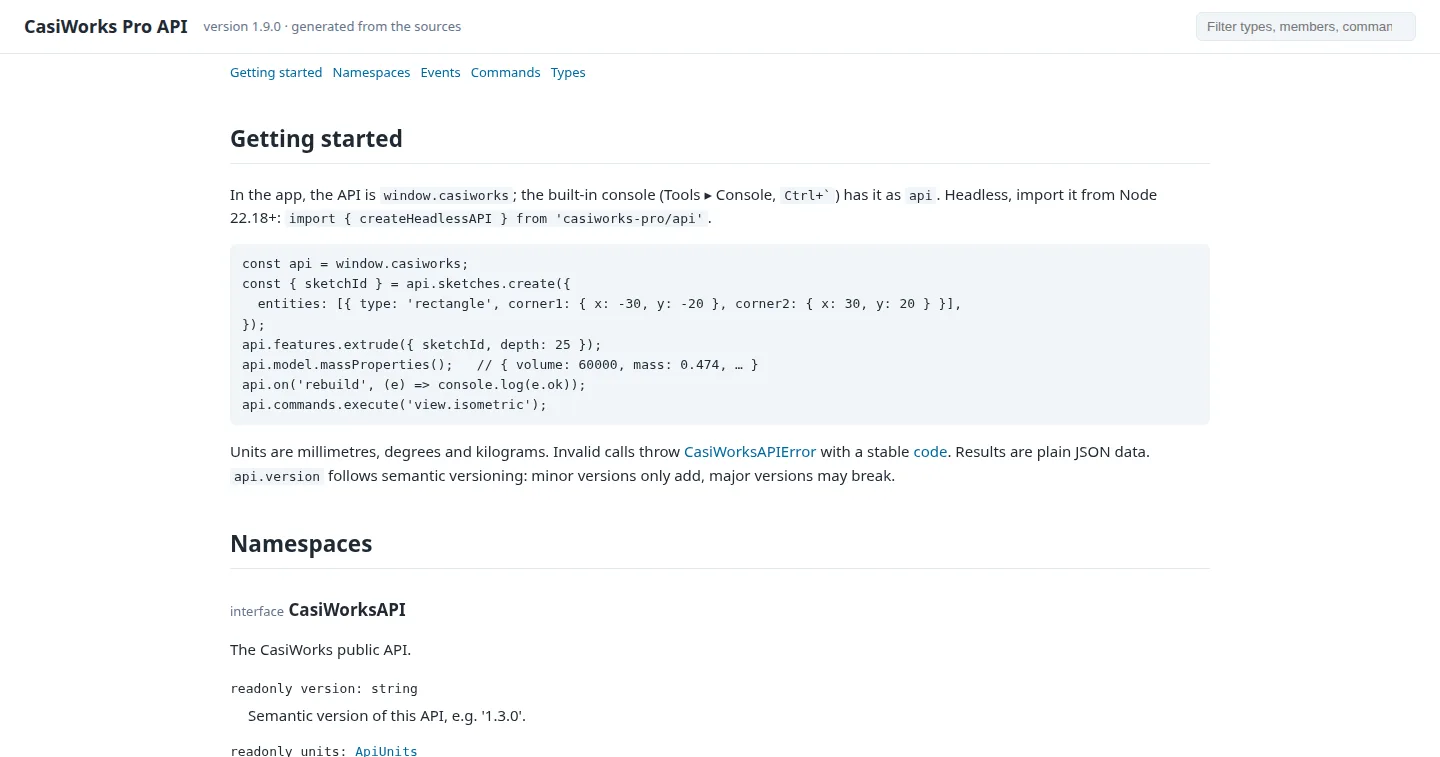 CasiWorks Pro API version 1.9.0 · generated from the sources Filter types, members, comman
Getting started Namespaces Events Commands Types
Getting started
In the app, the API is window.casiworks; the built-in console (Tools ▸ Console, Ctrl+`) has it as api. Headless, import it from Node
22.18+: import { createHeadlessAPI } from 'casiworks-pro/api'.
const api = window.casiworks;
const { sketchId } = api.sketches.create({
  entities: [{ type: 'rectangle', corner1: { x: -30, y: -20 }, corner2: { x: 30, y: 20 } }],
});
api.features.extrude({ sketchId, depth: 25 });
api.model.massProperties();   // { volume: 60000, mass: 0.474, … }
api.on('rebuild', (e) => console.log(e.ok));
api.commands.execute('view.isometric');
Units are millimetres, degrees and kilograms. Invalid calls throw CasiWorksAPIError with a stable code. Results are plain JSON data.
api.version follows semantic versioning: minor versions only add, major versions may break.
Namespaces
interface CasiWorksAPI
The CasiWorks public API.
readonly version: string
Semantic version of this API, e.g. '1.3.0'.
readonly units: ApiUnits